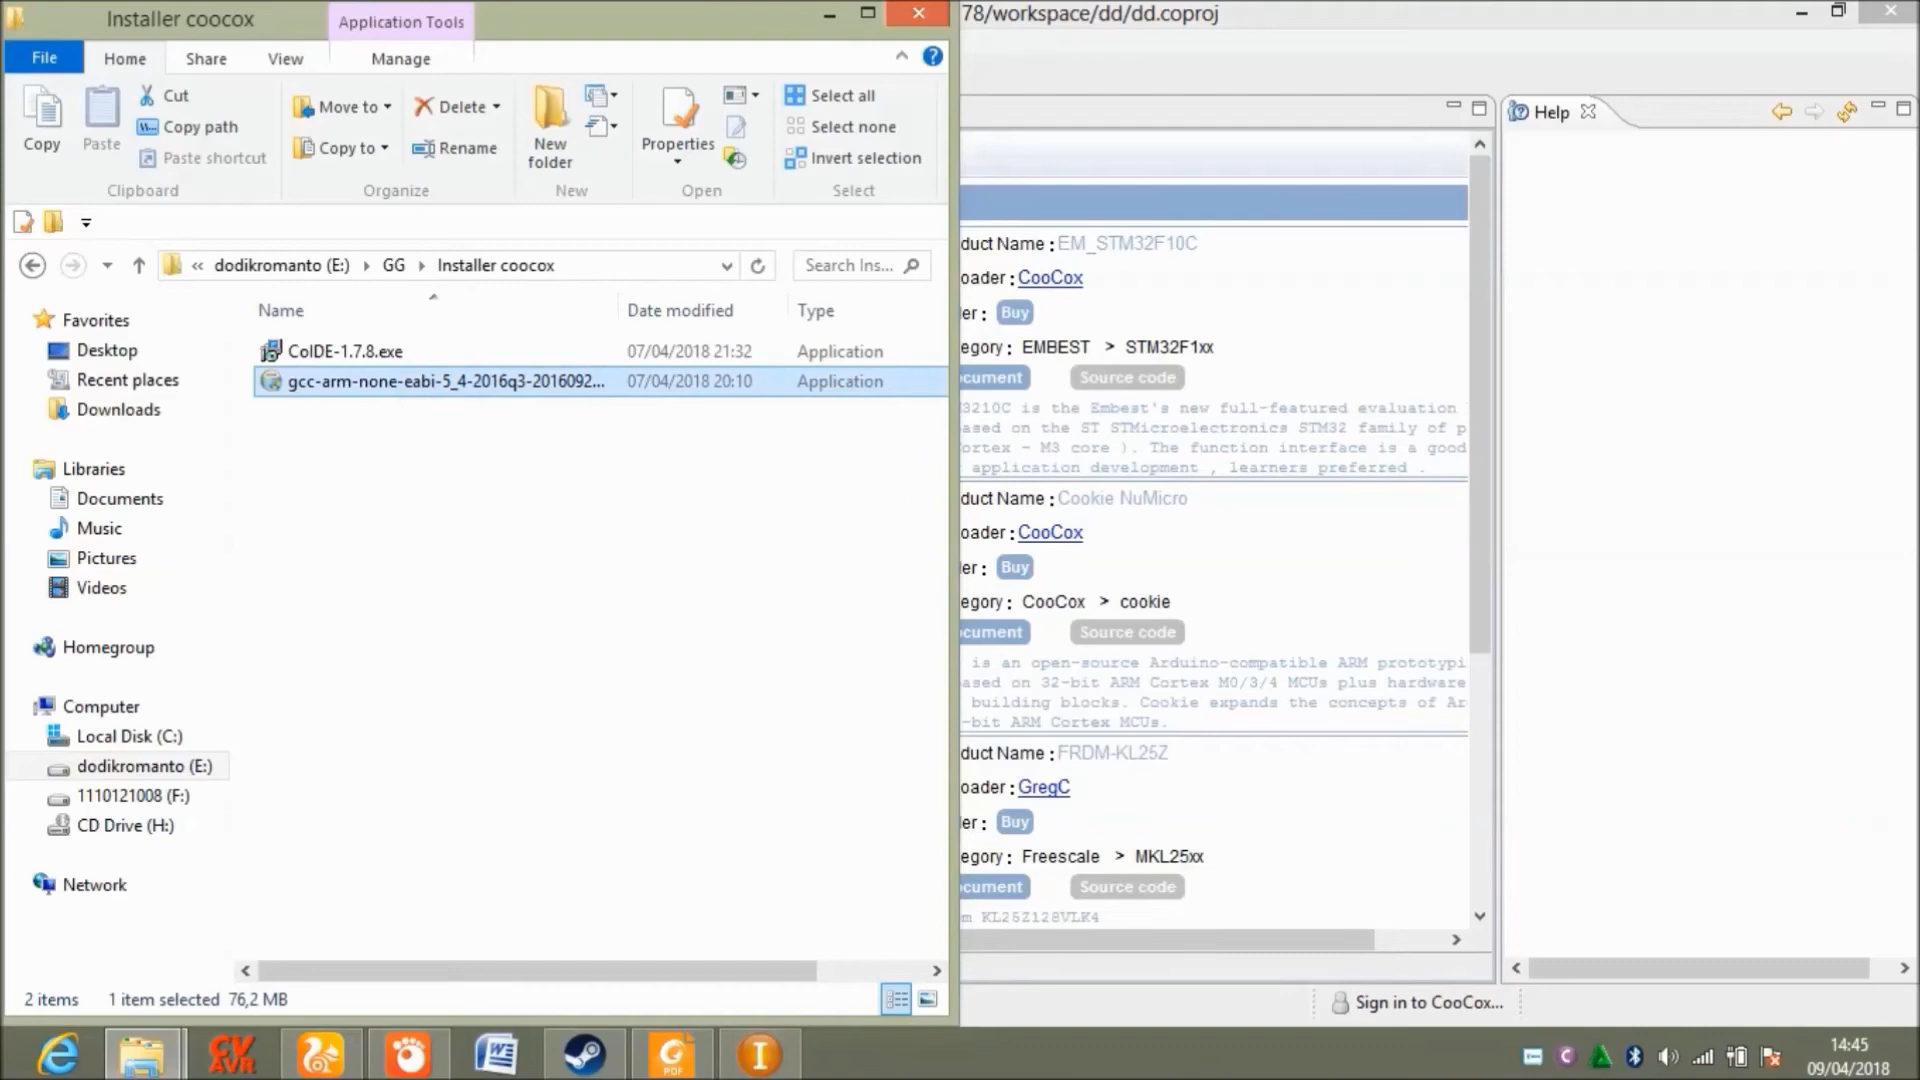 Installer coocox
Application Tools
78/workspace/dd/dd.coproj
File
Home
Share
View
Manage
Copy
Paste
Cut
Copy path
Paste shortcut
Clipboard
Move to
Copy to
Delete
Rename
Organize
New folder
New
Properties
Open
Select all
Select none
Invert selection
Select
« dodikromanto (E:) GG Installer coocox
Search Ins...
Name
Date modified
Type
CoIDE-1.7.8.exe
07/04/2018 21:32
Application
gcc-arm-none-eabi-5_4-2016q3-2016092...
07/04/2018 20:10
Application
Favorites
Desktop
Recent places
Downloads
Libraries
Documents
Music
Pictures
Videos
Homegroup
Computer
Local Disk (C:)
dodikromanto (E:)
1110121008 (F:)
CD Drive (H:)
Network
2 items 1 item selected 76,2 MB
Help
duct Name : EM_STM32F10C
oader : CooCox
ler : Buy
egory : EMBEST > STM32F1xx
cument Source code
3210C is the Embest's new full-featured evaluation
ased on the ST STMicroelectronics STM32 family of p
ortex - M3 core ). The function interface is a good
application development , learners preferred .
duct Name : Cookie NuMicro
oader : CooCox
ler : Buy
egory : CooCox > cookie
cument Source code
is an open-source Arduino-compatible ARM prototypi
ased on 32-bit ARM Cortex M0/3/4 MCUs plus hardware
building blocks. Cookie expands the concepts of Ar
-bit ARM Cortex MCUs.
duct Name : FRDM-KL25Z
oader : GregC
ler : Buy
egory : Freescale > MKL25xx
ocument Source code
m KL25Z128VLK4
Sign in to CooCox...
CV
AVR
W
PDF
I
14:45
09/04/2018